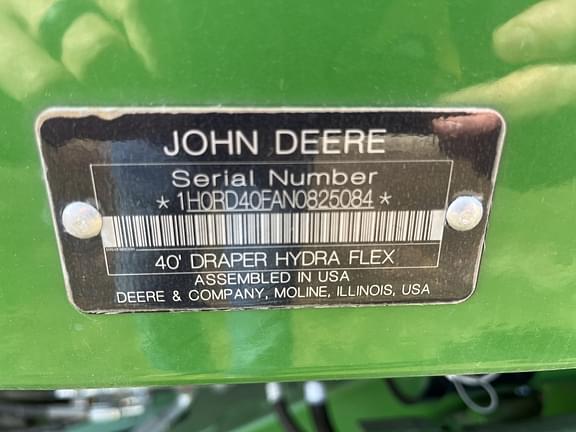 JOHN DEERE
Serial Number
*1H0RD40FAN0825084*
40' DRAPER HYDRA FLEX
ASSEMBLED IN USA
DEERE & COMPANY, MOLINE, ILLINOIS, USA